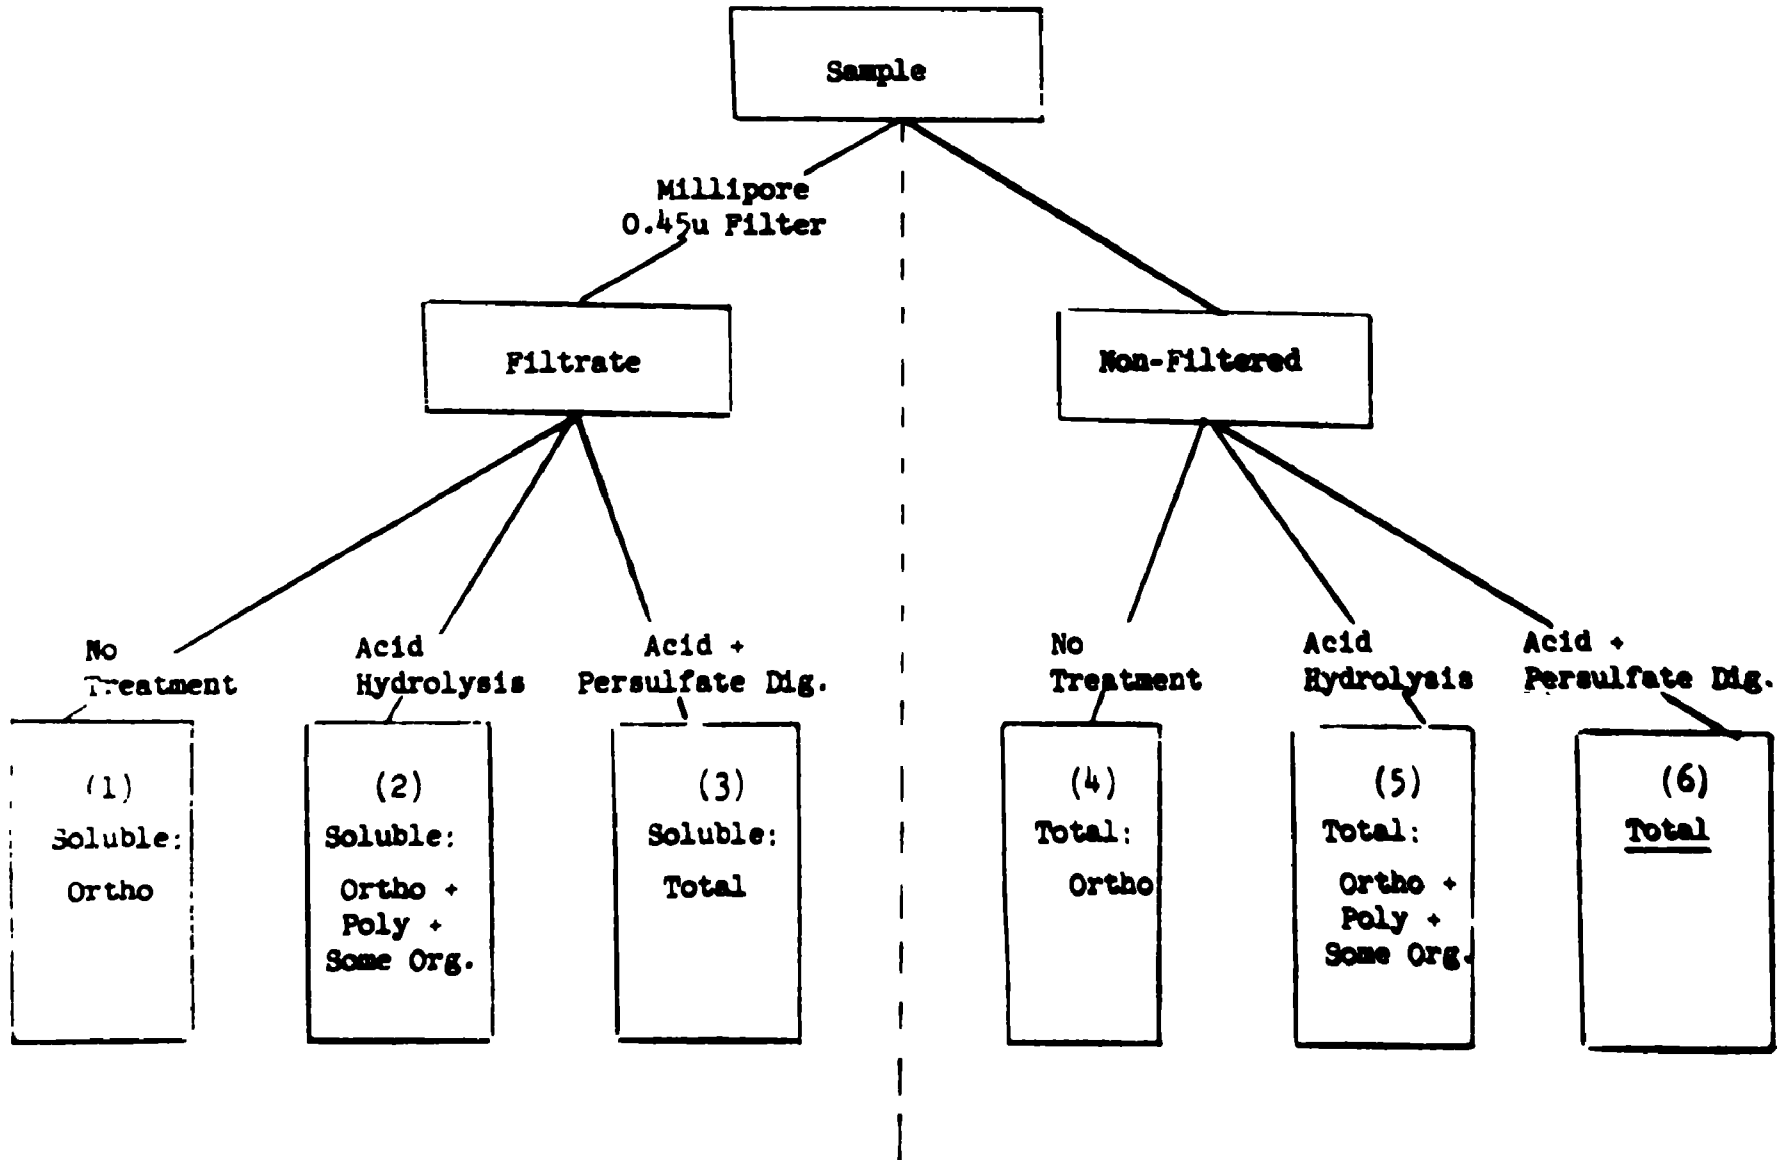 Sample
Millipore
0.45u Filter
Filtrate
Non-Filtered
No
Treatment
Acid
Hydrolysis
Acid +
Persulfate Dig.
No
Treatment
Acid
Hydrolysis
Acid +
Persulfate Dig.
(1)
Soluble:
Ortho
(2)
Soluble:
Ortho +
Poly +
Some Org.
(3)
Soluble:
Total
(4)
Total:
Ortho
(5)
Total:
Ortho +
Poly +
Some Org.
(6)
Total